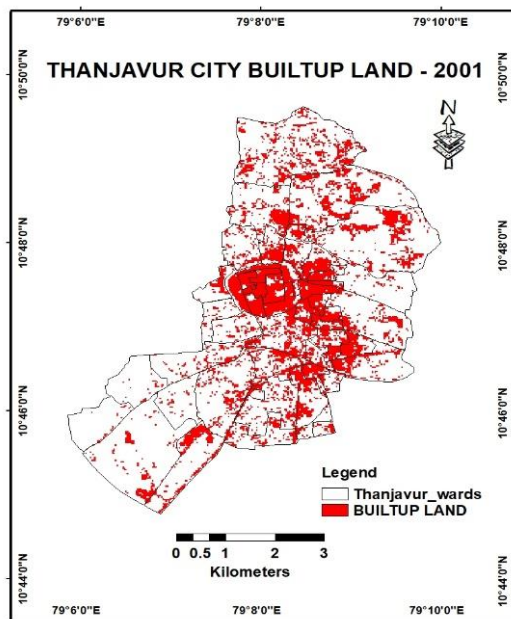 79°6'0"E 79°8'0"E 79°10'0"E
10°50'0"N
10°50'0"N
THANJAVUR CITY BUILTUP LAND - 2001
N
10°48'0"N
10°48'0"N
10°46'0"N
10°46'0"N
Legend
Thanjavur_wards
BUILTUP LAND
0 0.5 1 2 3
Kilometers
10°44'0"N
10°44'0"N
79°6'0"E 79°8'0"E 79°10'0"E